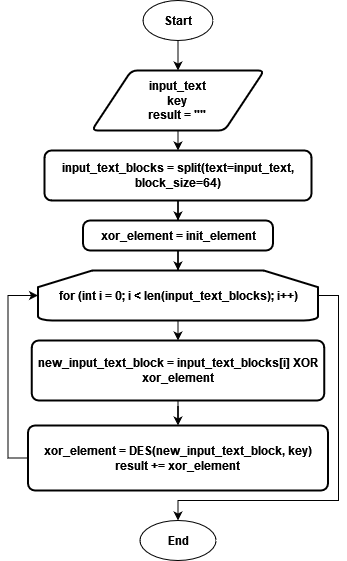 Start
input_text
key
result = ""
input_text_blocks = split(text=input_text,
block_size=64)
xor_element = init_element
for (int i = 0; i < len(input_text_blocks); i++)
new_input_text_block = input_text_blocks[i] XOR
xor_element
xor_element = DES(new_input_text_block, key)
result += xor_element
End